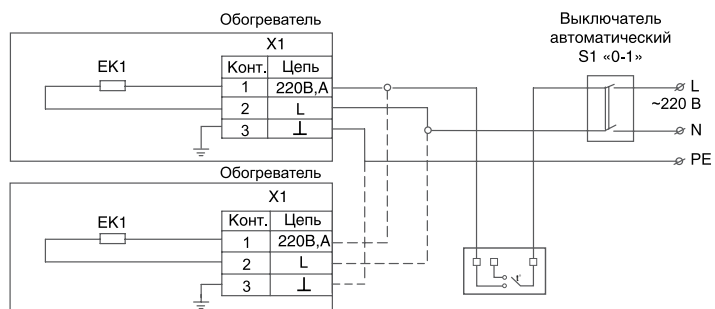 Обогреватель
X1
EK1
Конт. Цепь
1 220В,А
2 L
3 ⊥
Выключатель
автоматический
S1 «0-1»
L
~220 В
N
PE
Обогреватель
X1
EK1
Конт. Цепь
1 220В,А
2 L
3 ⊥
t°